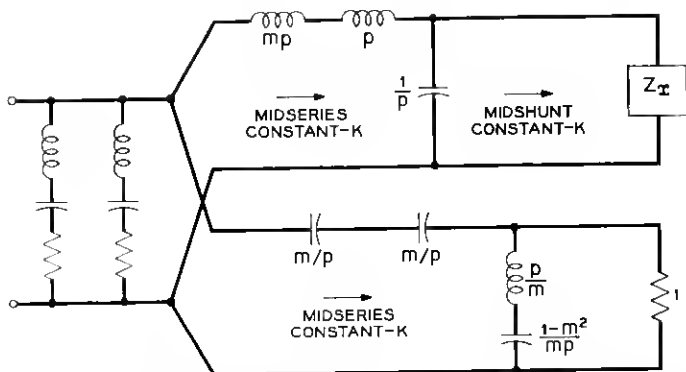 mp p
1/p
MIDSERIES
CONSTANT-K
MIDSHUNT
CONSTANT-K
Zx
m/p m/p
MIDSERIES
CONSTANT-K
p/m
1-m²/mp
1